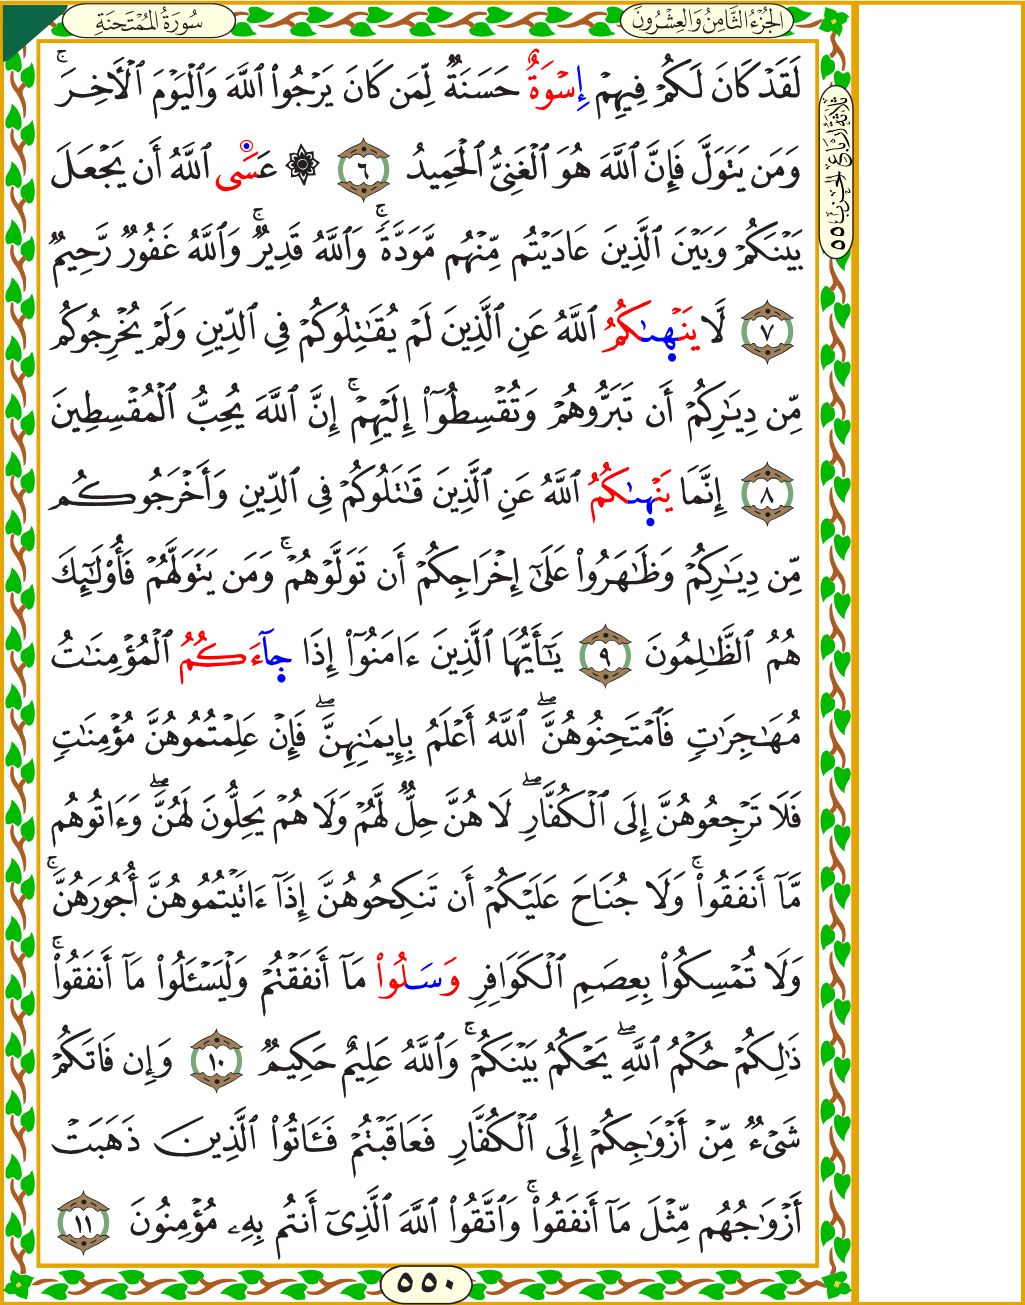 سُورَةُ الْمُمْتَحَنَةِ
الجُزْءُ الثَّامِنُ وَالعِشْرُونَ
ثَلَاثَةُ أَرْبَاعِ الحِزْبِ ٥٥
لَقَدْ كَانَ لَكُمْ فِيهِمْ إِسْوَةٌ حَسَنَةٌ لِّمَن كَانَ يَرْجُوا۟ ٱللَّهَ وَٱلْيَوْمَ ٱلْأَخِرَ ۚ
وَمَن يَتَوَلَّ فَإِنَّ ٱللَّهَ هُوَ ٱلْغَنِىُّ ٱلْحَمِيدُ ٦ ۞ عَسَى ٱللَّهُ أَن يَجْعَلَ
بَيْنَكُمْ وَبَيْنَ ٱلَّذِينَ عَادَيْتُم مِّنْهُم مَّوَدَّةً ۚ وَٱللَّهُ قَدِيرٌ ۚ وَٱللَّهُ غَفُورٌ رَّحِيمٌ
٧ لَّا يَنْهَىٰكُمُ ٱللَّهُ عَنِ ٱلَّذِينَ لَمْ يُقَـٰتِلُوكُمْ فِى ٱلدِّينِ وَلَمْ يُخْرِجُوكُم
مِّن دِيَـٰرِكُمْ أَن تَبَرُّوهُمْ وَتُقْسِطُوٓا۟ إِلَيْهِمْ ۚ إِنَّ ٱللَّهَ يُحِبُّ ٱلْمُقْسِطِينَ
٨ إِنَّمَا يَنْهَىٰكُمُ ٱللَّهُ عَنِ ٱلَّذِينَ قَـٰتَلُوكُمْ فِى ٱلدِّينِ وَأَخْرَجُوكُم
مِّن دِيَـٰرِكُمْ وَظَـٰهَرُوا۟ عَلَىٰٓ إِخْرَاجِكُمْ أَن تَوَلَّوْهُمْ ۚ وَمَن يَتَوَلَّهُمْ فَأُو۟لَـٰٓئِكَ
هُمُ ٱلظَّـٰلِمُونَ ٩ يَـٰٓأَيُّهَا ٱلَّذِينَ ءَامَنُوٓا۟ إِذَا جَآءَكُمُ ٱلْمُؤْمِنَـٰتُ
مُهَـٰجِرَٰتٍ فَٱمْتَحِنُوهُنَّ ۖ ٱللَّهُ أَعْلَمُ بِإِيمَـٰنِهِنَّ ۖ فَإِنْ عَلِمْتُمُوهُنَّ مُؤْمِنَـٰتٍ
فَلَا تَرْجِعُوهُنَّ إِلَى ٱلْكُفَّارِ ۖ لَا هُنَّ حِلٌّ لَّهُمْ وَلَا هُمْ يَحِلُّونَ لَهُنَّ ۖ وَءَاتُوهُم
مَّآ أَنفَقُوا۟ ۚ وَلَا جُنَاحَ عَلَيْكُمْ أَن تَنكِحُوهُنَّ إِذَآ ءَاتَيْتُمُوهُنَّ أُجُورَهُنَّ ۚ
وَلَا تُمْسِكُوا۟ بِعِصَمِ ٱلْكَوَافِرِ وَسَلُوا۟ مَآ أَنفَقْتُمْ وَلْيَسْـَٔلُوا۟ مَآ أَنفَقُوا۟ ۚ
ذَٰلِكُمْ حُكْمُ ٱللَّهِ ۖ يَحْكُمُ بَيْنَكُمْ ۚ وَٱللَّهُ عَلِيمٌ حَكِيمٌ ١٠ وَإِن فَاتَكُمْ
شَىْءٌ مِّنْ أَزْوَٰجِكُمْ إِلَى ٱلْكُفَّارِ فَعَاقَبْتُمْ فَـَٔاتُوا۟ ٱلَّذِينَ ذَهَبَتْ
أَزْوَٰجُهُم مِّثْلَ مَآ أَنفَقُوا۟ ۚ وَٱتَّقُوا۟ ٱللَّهَ ٱلَّذِىٓ أَنتُم بِهِۦ مُؤْمِنُونَ ١١
٥٥٠